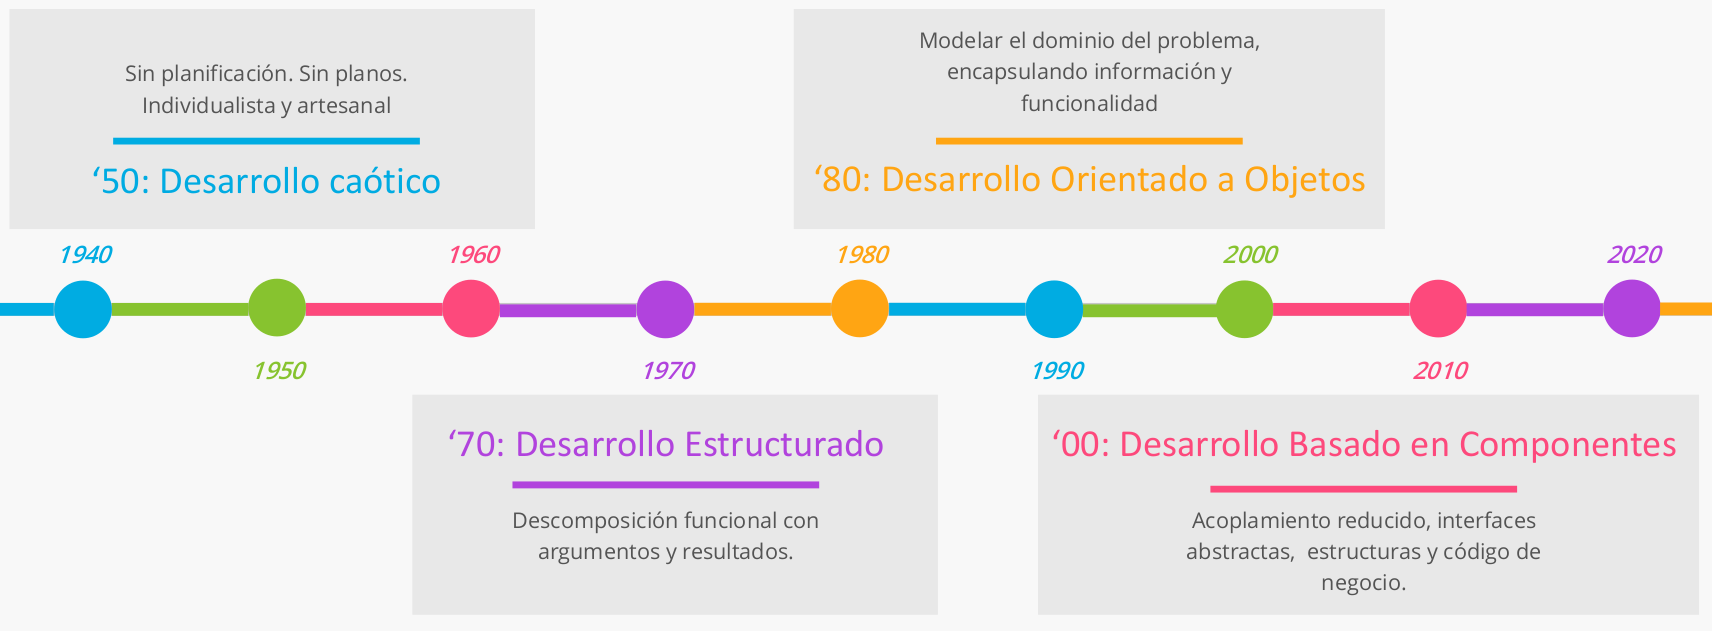 Sin planificación. Sin planos.
Individualista y artesanal
‘50: Desarrollo caótico
Modelar el dominio del problema,
encapsulando información y
funcionalidad
‘80: Desarrollo Orientado a Objetos
1940
1960
1980
2000
2020
1950
1970
1990
2010
‘70: Desarrollo Estructurado
Descomposición funcional con
argumentos y resultados.
‘00: Desarrollo Basado en Componentes
Acoplamiento reducido, interfaces
abstractas,  estructuras y código de
negocio.